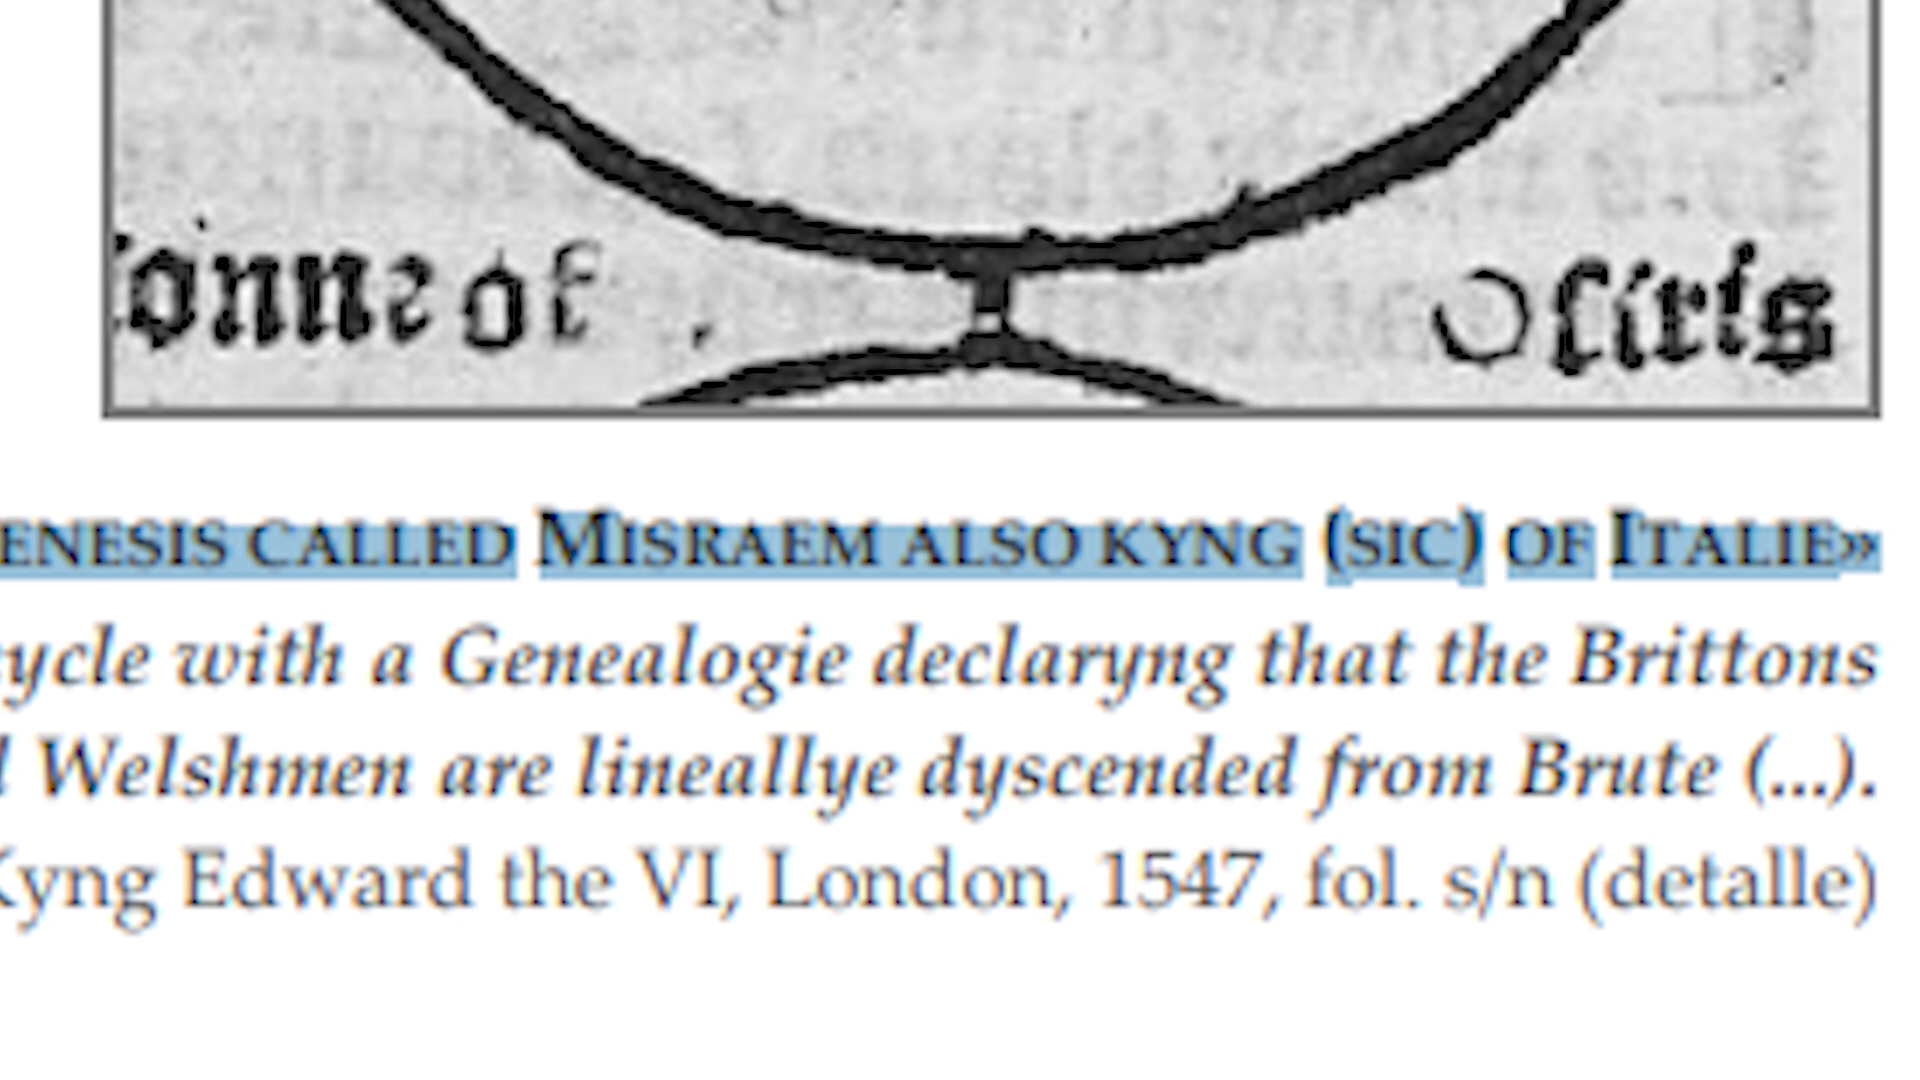 sonne of . Osiris
ENESIS CALLED MISRAEM ALSO KYNG (SIC) OF ITALIE»
ycle with a Genealogie declaryng that the Brittons
Welshmen are lineallye dyscended from Brute (...).
Kyng Edward the VI, London, 1547, fol. s/n (detalle)